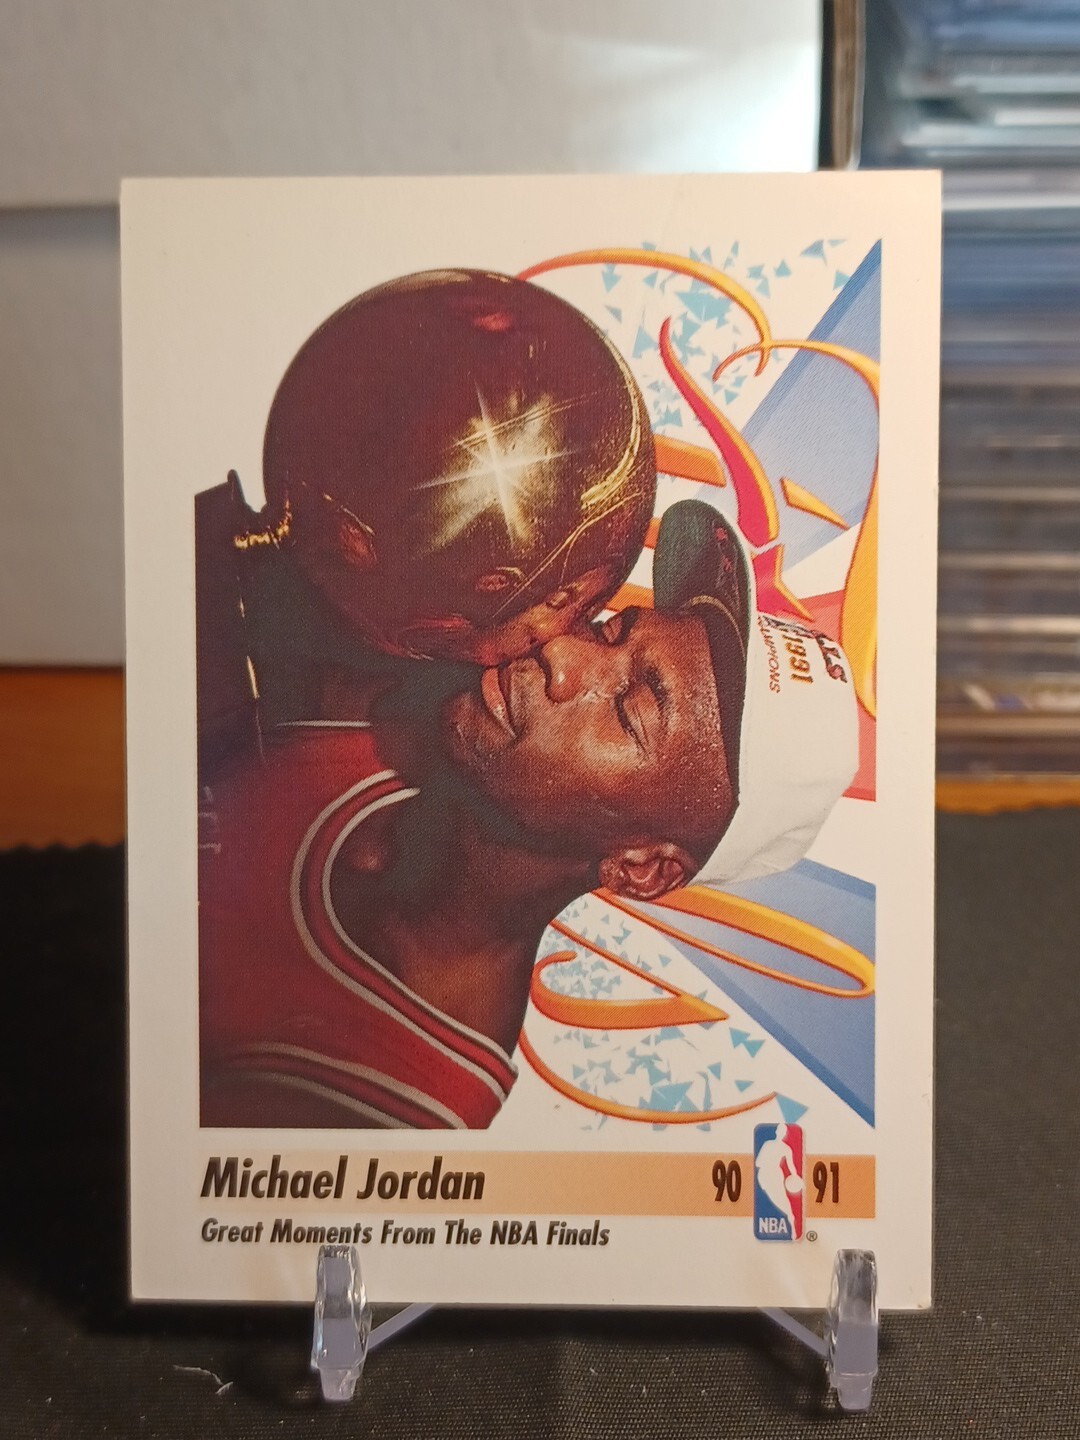 1991
Michael Jordan
90 NBA 91
®
Great Moments From The NBA Finals